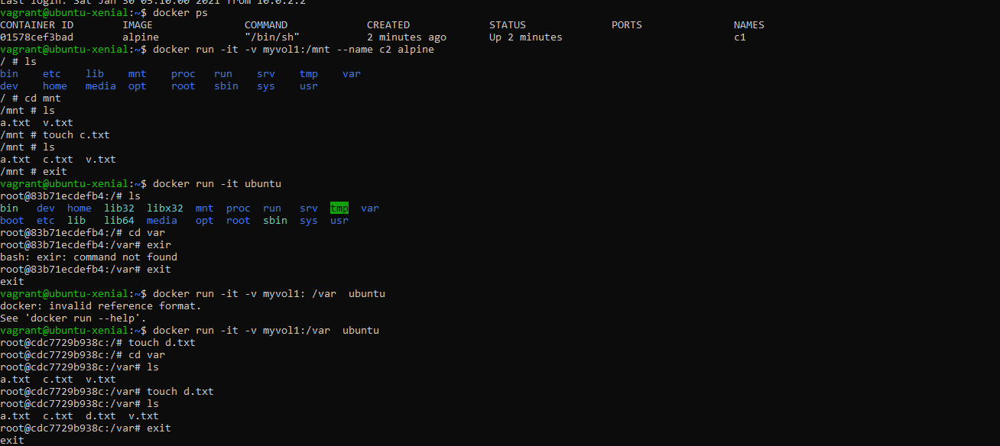 Last login: Sat Jan 30 05:10:00 2021 from 10.0.2.2
vagrant@ubuntu-xenial:~$ docker ps
CONTAINER ID        IMAGE               COMMAND             CREATED             STATUS              PORTS               NAMES
01578cef3bad        alpine              "/bin/sh"           2 minutes ago       Up 2 minutes                            c1
vagrant@ubuntu-xenial:~$ docker run -it -v myvol1:/mnt --name c2 alpine
/ # ls
bin    etc    lib    mnt    proc   run    srv    tmp    var
dev    home   media  opt    root   sbin   sys    usr
/ # cd mnt
/mnt # ls
a.txt  v.txt
/mnt # touch c.txt
/mnt # ls
a.txt  c.txt  v.txt
/mnt # exit
vagrant@ubuntu-xenial:~$ docker run -it ubuntu
root@83b71ecdefb4:/# ls
bin   dev  home  lib32  libx32  mnt  proc  run   srv  tmp  var
boot  etc  lib   lib64  media   opt  root  sbin  sys  usr
root@83b71ecdefb4:/# cd var
root@83b71ecdefb4:/var# exir
bash: exir: command not found
root@83b71ecdefb4:/var# exit
exit
vagrant@ubuntu-xenial:~$ docker run -it -v myvol1: /var  ubuntu
docker: invalid reference format.
See 'docker run --help'.
vagrant@ubuntu-xenial:~$ docker run -it -v myvol1:/var  ubuntu
root@cdc7729b938c:/# touch d.txt
root@cdc7729b938c:/# cd var
root@cdc7729b938c:/var# ls
a.txt  c.txt  v.txt
root@cdc7729b938c:/var# touch d.txt
root@cdc7729b938c:/var# ls
a.txt  c.txt  d.txt  v.txt
root@cdc7729b938c:/var# exit
exit